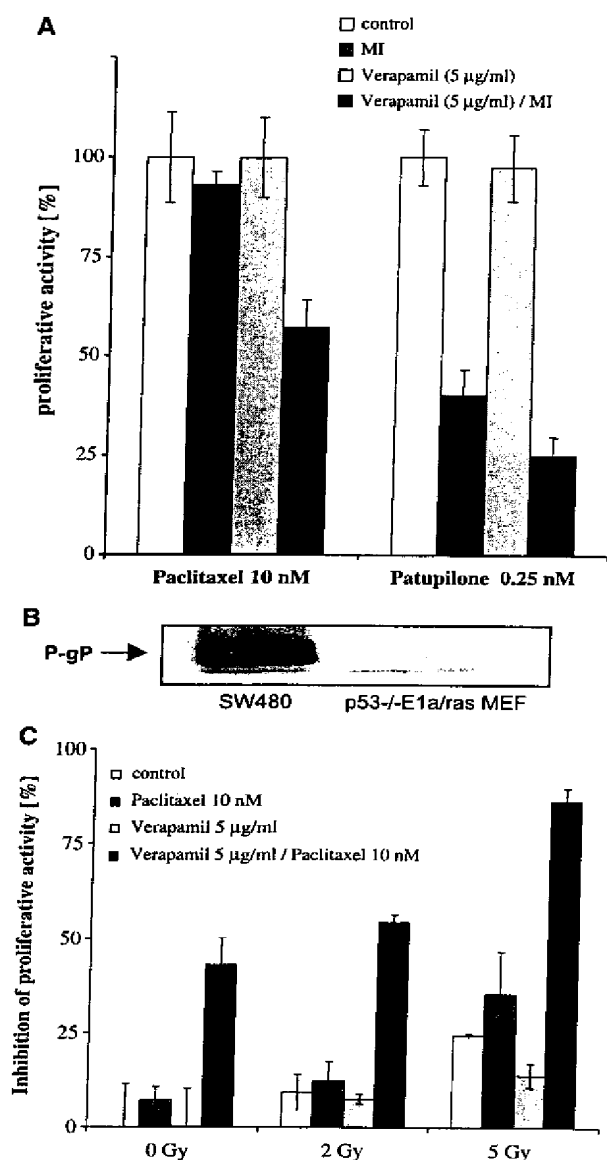 A
control
MI
Verapamil (5 µg/ml)
Verapamil (5 µg/ml) / MI
proliferative activity [%]
100
75
50
25
0
Paclitaxel 10 nM
Patupilone 0.25 nM
B
P-gP
SW480
p53-/-E1a/ras MEF
C
control
Paclitaxel 10 nM
Verapamil 5 µg/ml
Verapamil 5 µg/ml / Paclitaxel 10 nM
Inhibition of proliferative activity [%]
100
75
50
25
0
0 Gy
2 Gy
5 Gy